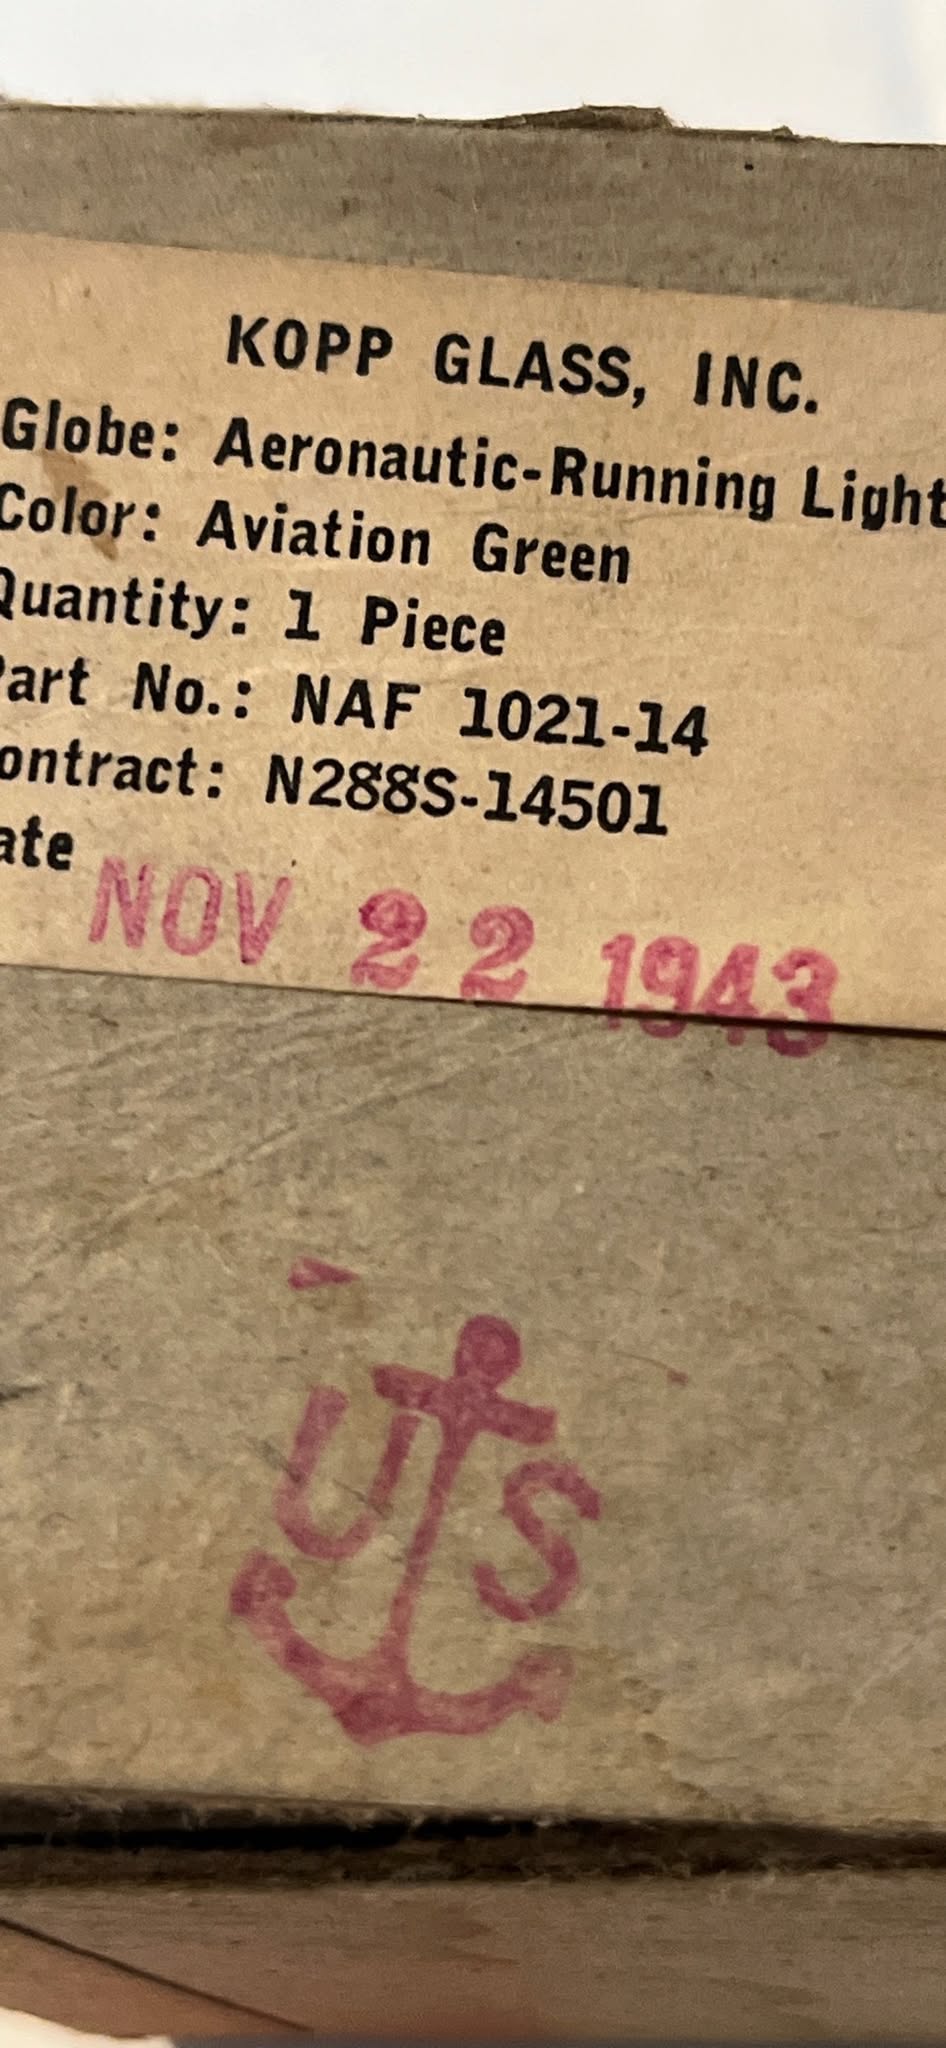 KOPP GLASS, INC.
Globe: Aeronautic-Running Light
Color: Aviation Green
Quantity: 1 Piece
Part No.: NAF 1021-14
ontract: N288S-14501
ate
NOV 22 1943
U S